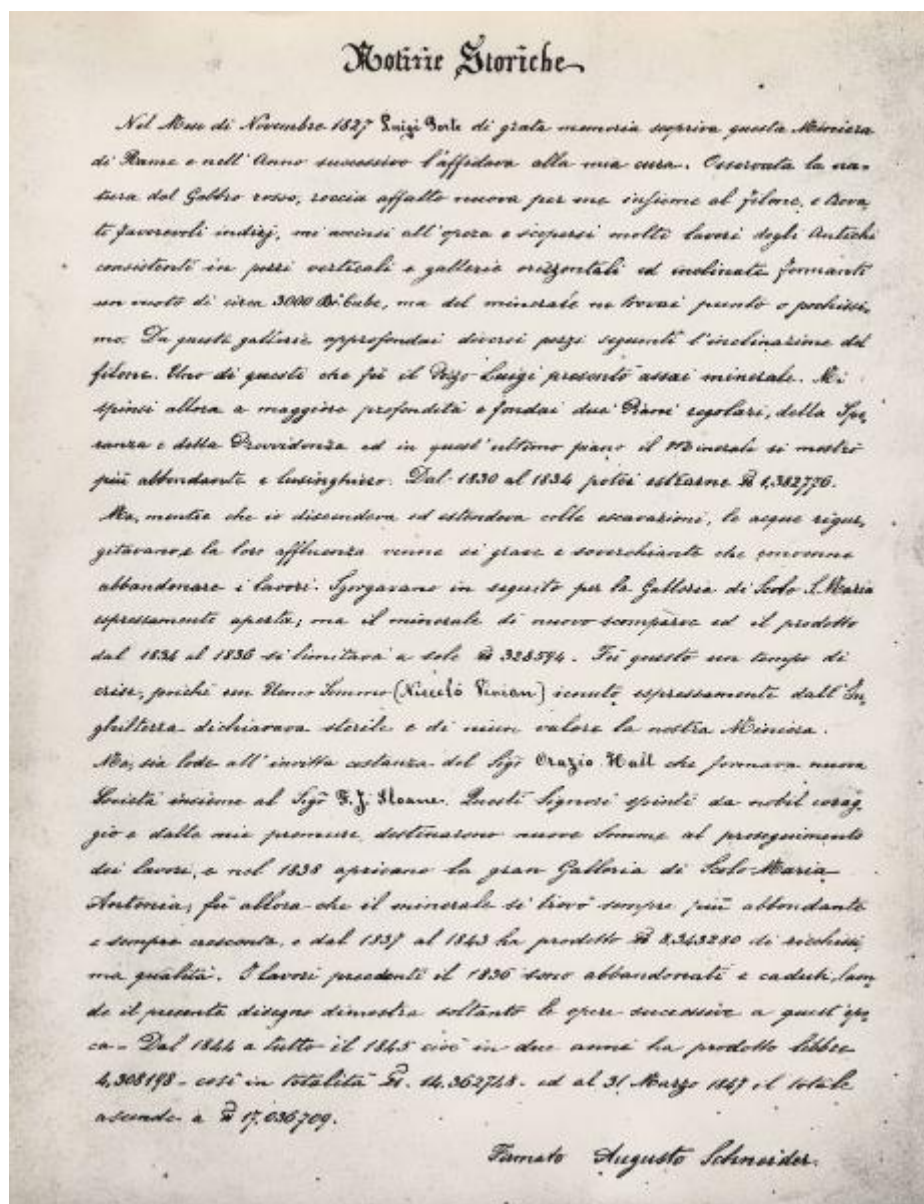 Notizie Storiche
Nel Mese di Novembre 1827 Luigi Porte di grata memoria scopriva questa Miniera
di Rame e nell' Anno successivo l'affidava alla mia cura. Osservata la na-
tura del Gabbro rosso, roccia affatto nuova per me insieme al filone, e trova,
ti favorevoli indizj, mi accinsi all'opera e scopersi molti lavori degli Antichi
consistenti in pozzi verticali e gallerie orizzontali ed inclinate formanti
un vuoto di circa 3000 B. Cube, ma del minerale ne trovai punto o pochissi-
mo. Da queste gallerie approfondai diversi pozzi seguenti l'inclinazione del
filone. Uno di questi che fù il Pozzo Luigi presentò assai minerale. Mi
spinsi allora a maggiore profondità e fondai due Piani regolari, della Spe,
ranza e della Provvidenza ed in quest'ultimo piano il Minerale si mostrò
più abbondante e lusinghiero. Dal 1830 al 1834 potei estrarne 1,382776.
Ma, mentre che io discendeva ed estendeva colle escavazioni, le acque rigur,
gitavano, e la loro affluenza venne si grave e soverchiante che convenne
abbandonare i lavori. Sgorgavano in seguito per la Galleria di Scolo S. Maria
espressamente aperta; ma il minerale di nuovo scomparve ed il prodotto
dal 1834 al 1836 si limitava a sole 328594. Fù questo un tempo di
crisi, poichè un Uomo Sommo (Niccolò Vivian) venuto espressamente dall' In,
ghilterra dichiarava sterile e di niun valore la nostra Miniera.
Ma, sia lode all' invitta costanza del Sigr Orazio Hall che formava nuova
Società insieme al Sigr F. J. Sloane. Questi Signori spinti da nobil corag,
gio e dalle mie premure, destinarono nuove Somme al proseguimento
dei lavori, e nel 1838 aprivano la gran Galleria di Scolo Maria
Antonia; fù allora che il minerale si trovò sempre più abbondante
e sempre crescente, e dal 1837 al 1843 ha prodotto 8,343280 di ricchissi,
ma qualità. I lavori precedenti il 1836 sono abbandonati e caduti, laon,
de il presente disegno dimostra soltanto le opere successive a quest' epo,
ca - Dal 1844 a tutto il 1845 cioè in due anni ha prodotto libbre
4,308198 - così in totalità 14.362748. ed al 31 Marzo 1847 il totale
ascende a 17,036709.
Firmato Augusto Schneider.